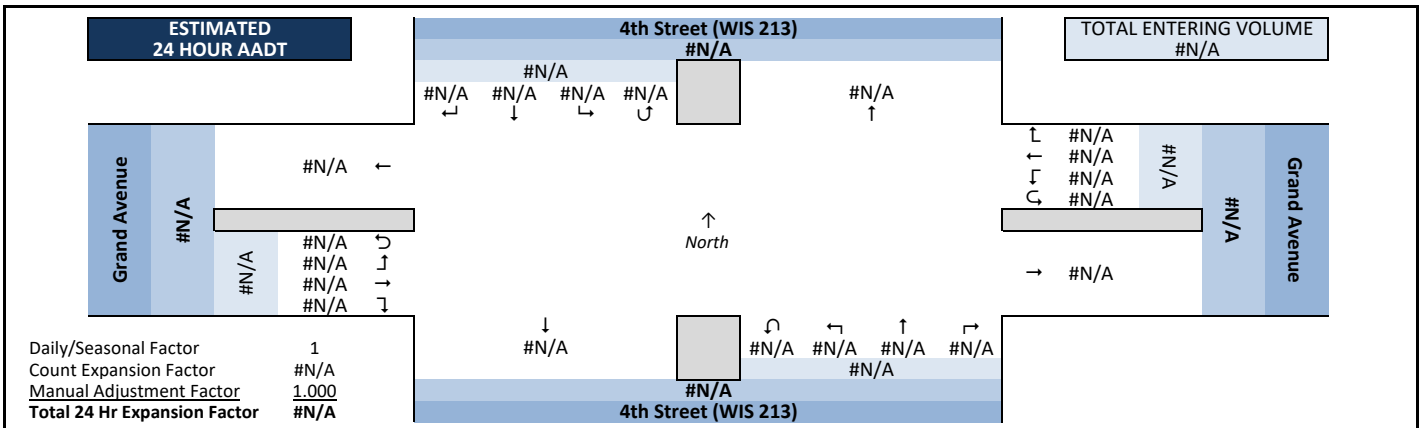 ESTIMATED
24 HOUR AADT
4th Street (WIS 213)
#N/A
TOTAL ENTERING VOLUME
#N/A
#N/A
#N/A #N/A #N/A #N/A
#N/A
Grand Avenue
#N/A
#N/A
#N/A
#N/A
#N/A
#N/A
#N/A
#N/A
#N/A
#N/A
#N/A
#N/A
#N/A
#N/A
Grand Avenue
North
#N/A
#N/A
#N/A #N/A #N/A #N/A
#N/A
#N/A
4th Street (WIS 213)
Daily/Seasonal Factor 1
Count Expansion Factor #N/A
Manual Adjustment Factor 1.000
Total 24 Hr Expansion Factor #N/A